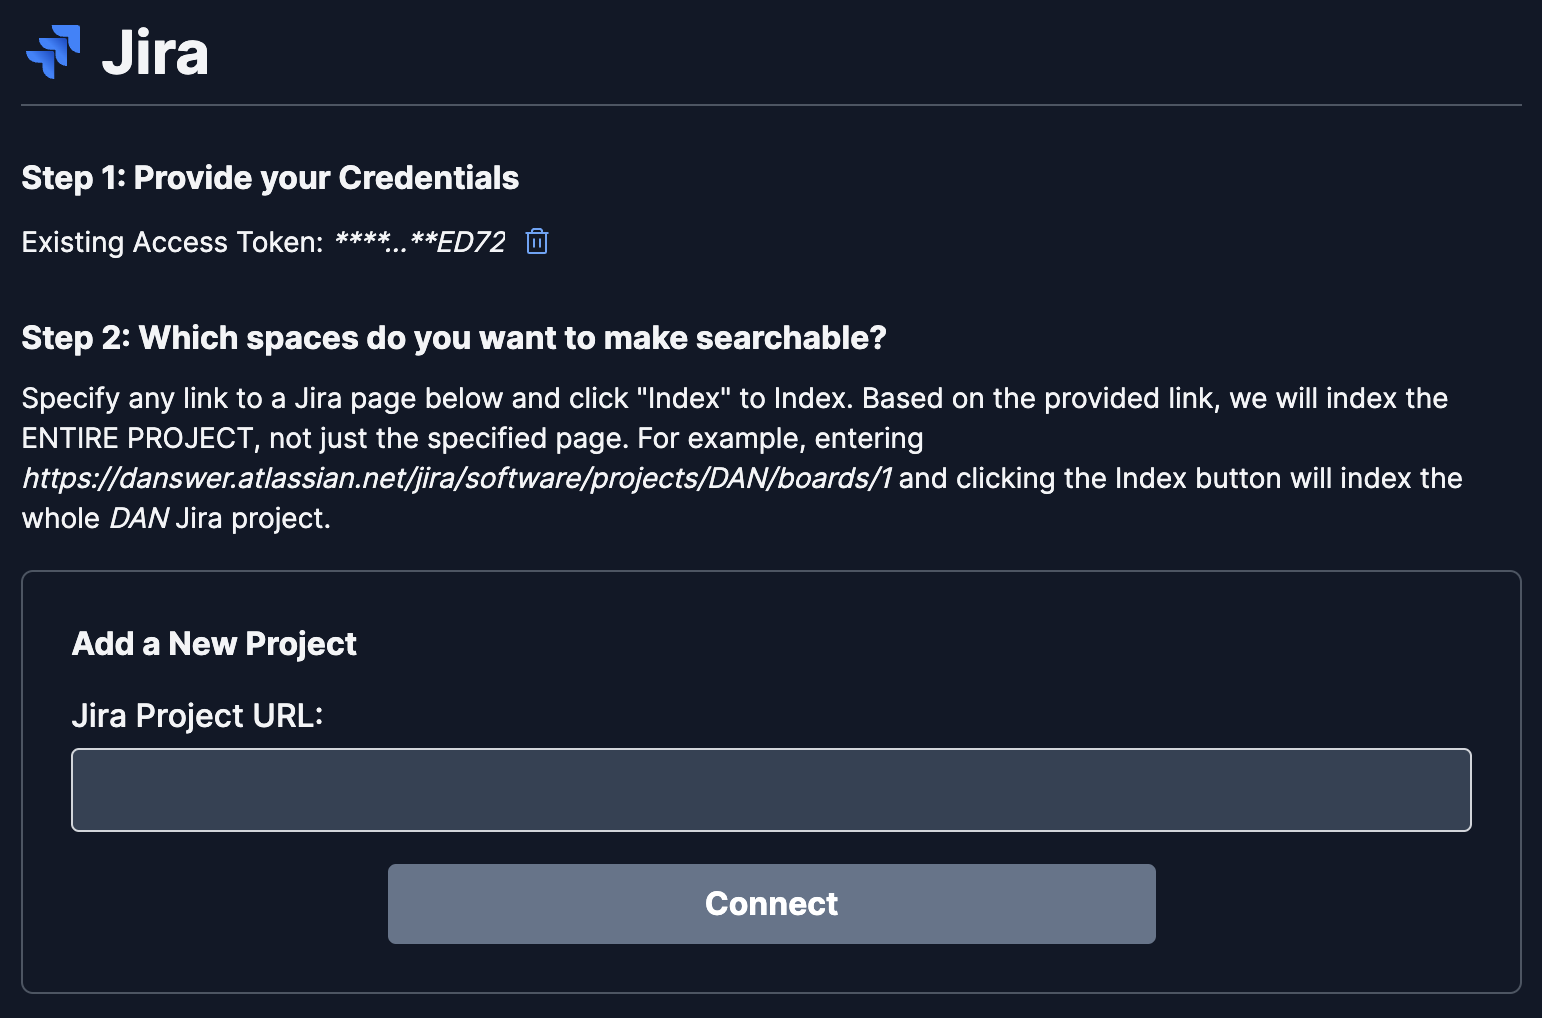 Jira
Step 1: Provide your Credentials
Existing Access Token: ****...**ED72
Step 2: Which spaces do you want to make searchable?
Specify any link to a Jira page below and click "Index" to Index. Based on the provided link, we will index the
ENTIRE PROJECT, not just the specified page. For example, entering
https://danswer.atlassian.net/jira/software/projects/DAN/boards/1 and clicking the Index button will index the
whole DAN Jira project.
Add a New Project
Jira Project URL:
Connect